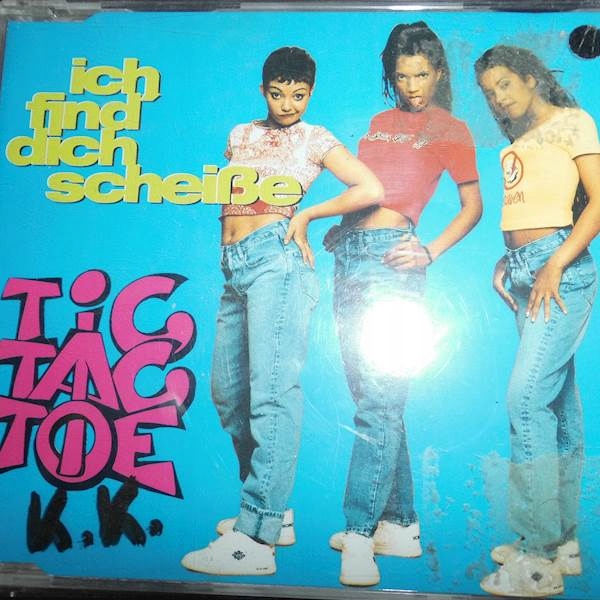 ich
find
dich
scheiße
TIC
TAC
TOE
K.K.